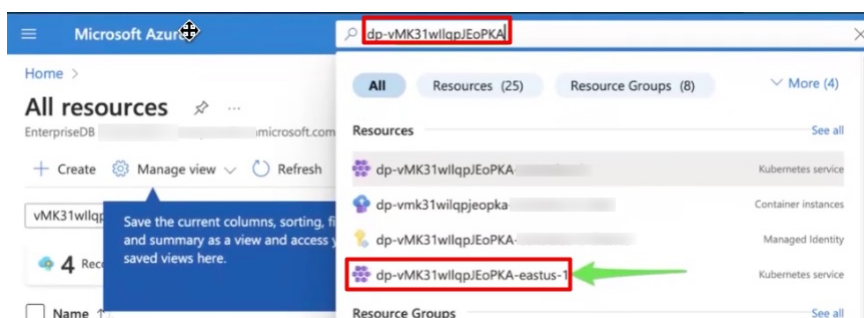 Microsoft Azure
dp-vMK31wllqpJEoPKA
Home >
All resources
EnterpriseDB
microsoft.com
Create
Manage view
Refresh
vMK31wllqp
Save the current columns, sorting, fi
and summary as a view and access y
saved views here.
4 Reco
Name ↑
All
Resources (25)
Resource Groups (8)
More (4)
Resources
See all
dp-vMK31wllqpJEoPKA-
Kubernetes service
dp-vmk31wilqpjeopka-
Container instances
dp-vMK31wllqpJEoPKA-
Managed Identity
dp-vMK31wllqpJEoPKA-eastus-1
Kubernetes service
Resource Groups
See all